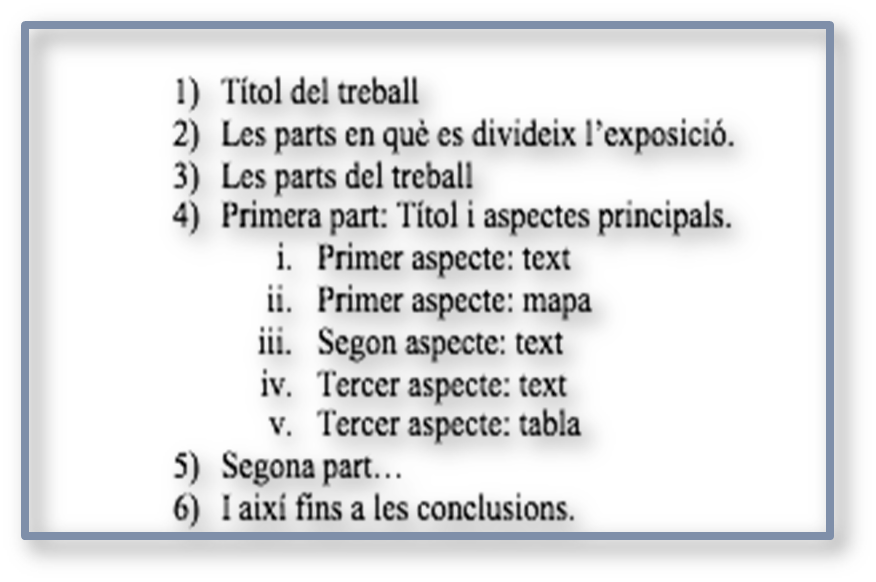 1) Títol del treball
2) Les parts en què es divideix l’exposició.
3) Les parts del treball
4) Primera part: Títol i aspectes principals.
i. Primer aspecte: text
ii. Primer aspecte: mapa
iii. Segon aspecte: text
iv. Tercer aspecte: text
v. Tercer aspecte: tabla
5) Segona part…
6) I així fins a les conclusions.